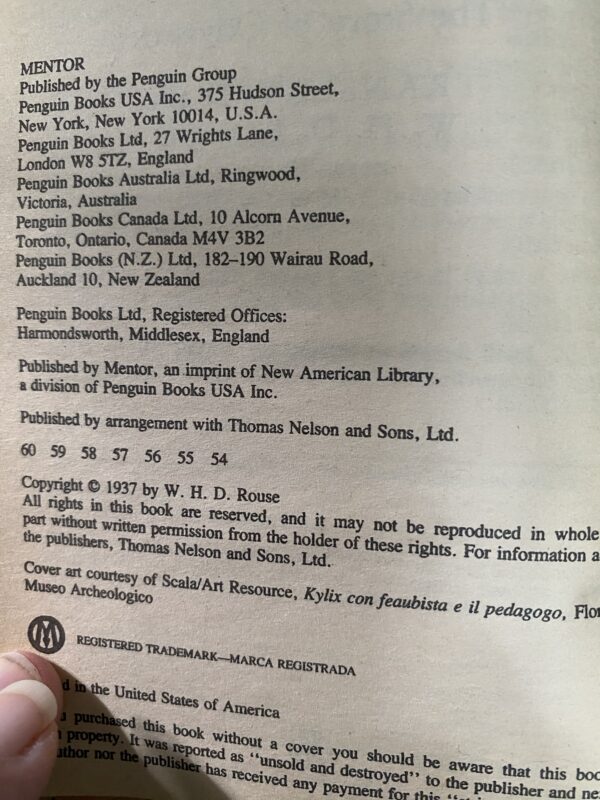 MENTOR
Published by the Penguin Group
Penguin Books USA Inc., 375 Hudson Street,
New York, New York 10014, U.S.A.
Penguin Books Ltd, 27 Wrights Lane,
London W8 5TZ, England
Penguin Books Australia Ltd, Ringwood,
Victoria, Australia
Penguin Books Canada Ltd, 10 Alcorn Avenue,
Toronto, Ontario, Canada M4V 3B2
Penguin Books (N.Z.) Ltd, 182–190 Wairau Road,
Auckland 10, New Zealand
Penguin Books Ltd, Registered Offices:
Harmondsworth, Middlesex, England
Published by Mentor, an imprint of New American Library,
a division of Penguin Books USA Inc.
Published by arrangement with Thomas Nelson and Sons, Ltd.
60 59 58 57 56 55 54
Copyright © 1937 by W. H. D. Rouse
All rights in this book are reserved, and it may not be reproduced in whole
part without written permission from the holder of these rights. For information a
the publishers, Thomas Nelson and Sons, Ltd.
Cover art courtesy of Scala/Art Resource, Kylix con feaubista e il pedagogo, Flor
Museo Archeologico
REGISTERED TRADEMARK—MARCA REGISTRADA
d in the United States of America
purchased this book without a cover you should be aware that this boo
property. It was reported as "unsold and destroyed" to the publisher and ne
uthor nor the publisher has received any payment for this